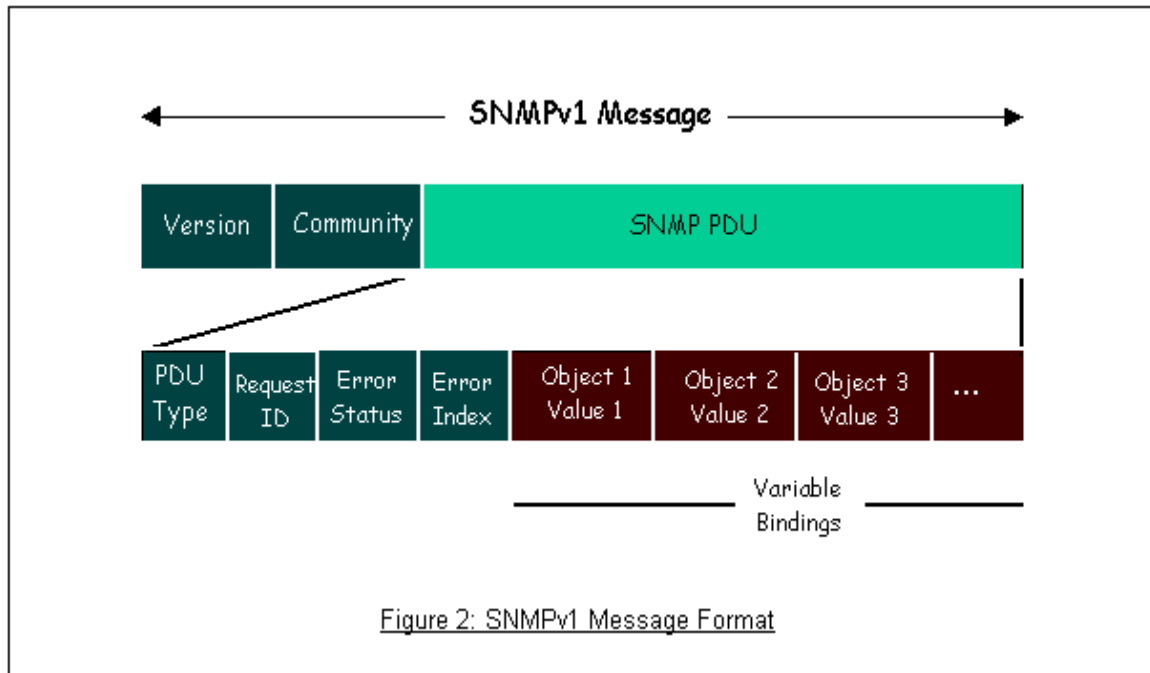 SNMPv1 Message
Version
Community
SNMP PDU
PDU
Type
Request
ID
Error
Status
Error
Index
Object 1
Value 1
Object 2
Value 2
Object 3
Value 3
...
Variable
Bindings
Figure 2: SNMPv1 Message Format